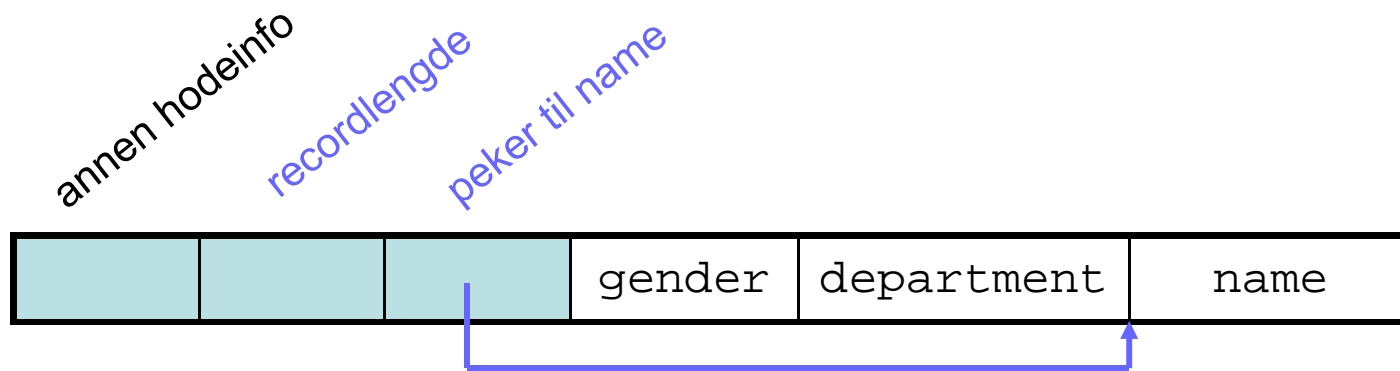 annen hodeinfo
recordlengde
peker til name
gender
department
name